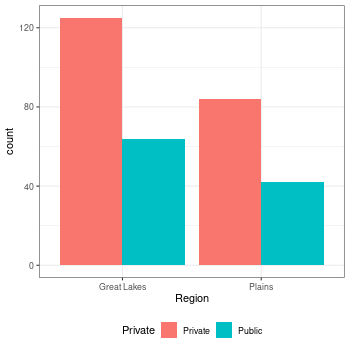 120
80
40
0
count
Great Lakes Plains
Region
Private Private Public